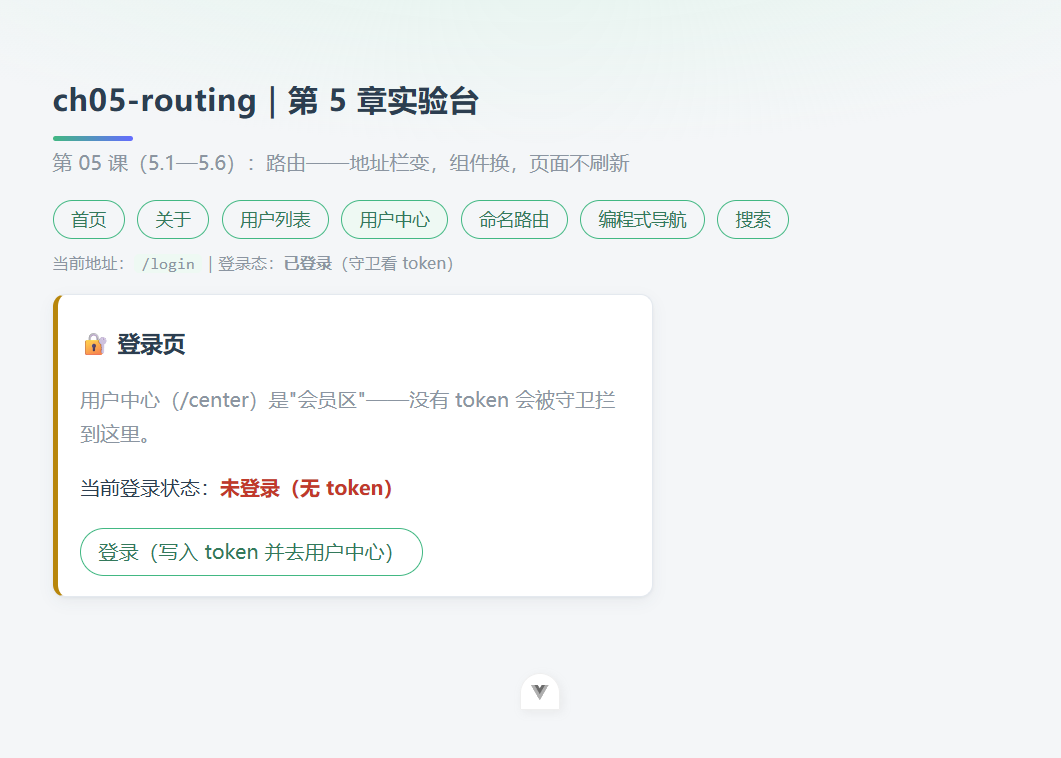 ch05-routing | 第 5 章实验台
第 05 课（5.1—5.6）：路由——地址栏变，组件换，页面不刷新
首页 关于 用户列表 用户中心 命名路由 编程式导航 搜索
当前地址： /login | 登录态：已登录（守卫看 token）
🔐 登录页
用户中心（/center）是"会员区"——没有 token 会被守卫拦
到这里。
当前登录状态：未登录（无 token）
登录（写入 token 并去用户中心）